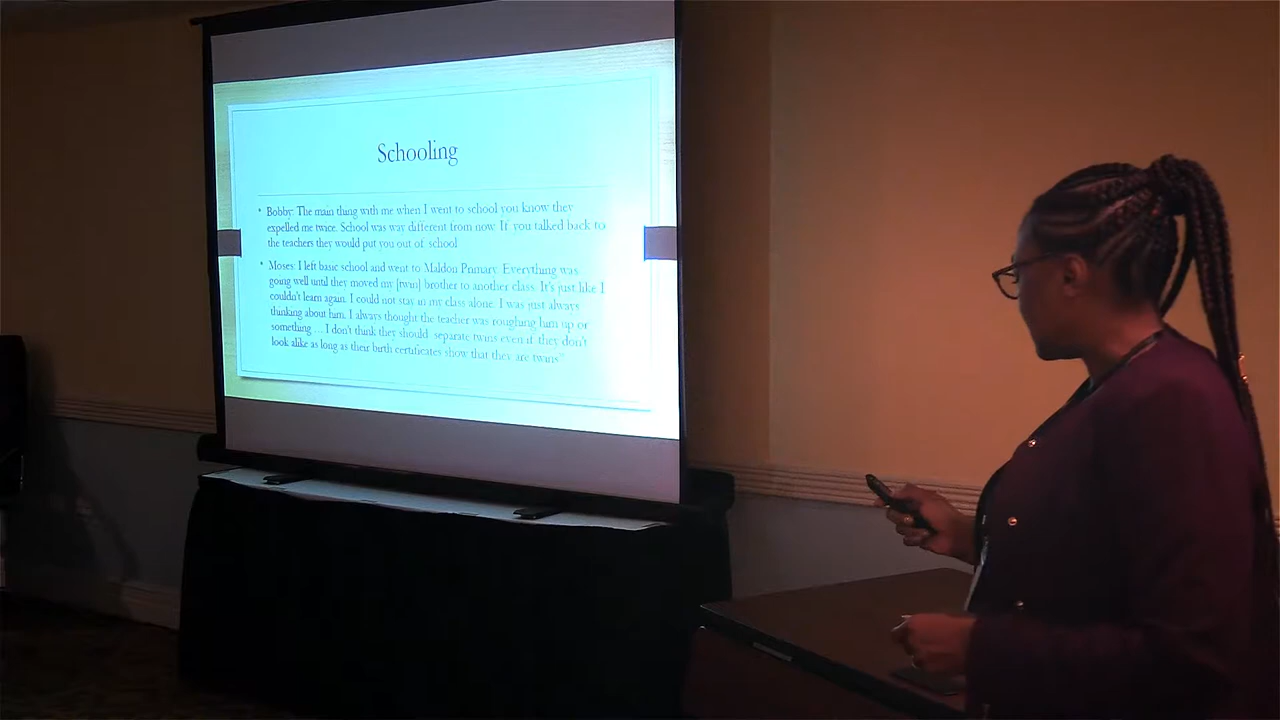 Schooling
• Bobby: The main thing with me when I went to school you know they
expelled me twice. School was way different from now. If you talked back to
the teachers they would put you out of school
• Moses: I left basic school and went to Maldon Primary. Everything was
going well until they moved my [twin] brother to another class. It's just like I
couldn't learn again. I could not stay in my class alone. I was just always
thinking about him. I always thought the teacher was roughing him up or
something … I don't think they should separate twins even if they don't
look alike as long as their birth certificates show that they are twins"